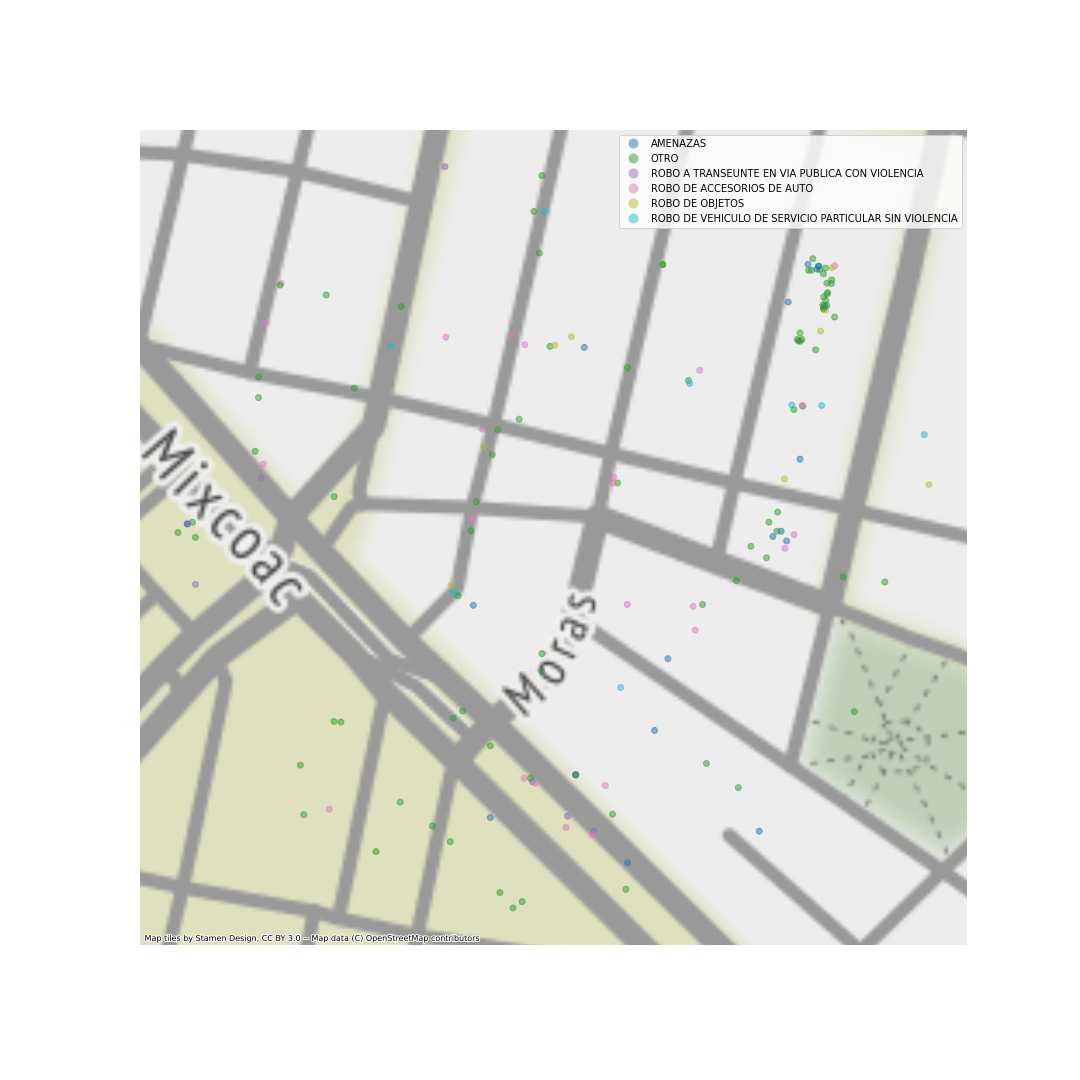 AMENAZAS
OTRO
ROBO A TRANSEUNTE EN VIA PUBLICA CON VIOLENCIA
ROBO DE ACCESORIOS DE AUTO
ROBO DE OBJETOS
ROBO DE VEHICULO DE SERVICIO PARTICULAR SIN VIOLENCIA
Mixcoac
Moras
Map tiles by Stamen Design, CC BY 3.0 -- Map data (C) OpenStreetMap contributors